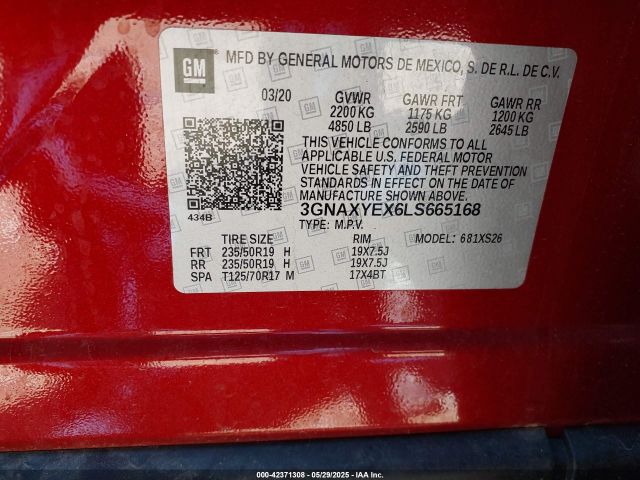 GM
MFD BY GENERAL MOTORS DE MEXICO, S. DE R.L. DE C.V.
03/20 GVWR GAWR FRT GAWR RR
2200 KG 1175 KG 1200 KG
4850 LB 2590 LB 2645 LB
THIS VEHICLE CONFORMS TO ALL
APPLICABLE U.S. FEDERAL MOTOR
VEHICLE SAFETY AND THEFT PREVENTION
STANDARDS IN EFFECT ON THE DATE OF
MANUFACTURE SHOWN ABOVE.
434B 3GNAXYEX6LS665168
TYPE: M.P.V. MODEL: 681XS26
TIRE SIZE RIM
FRT 235/50R19 H 19X7.5J
RR 235/50R19 H 19X7.5J
SPA T125/70R17 M 17X4BT
000-42371308 - 05/29/2025 - IAAI Inc.